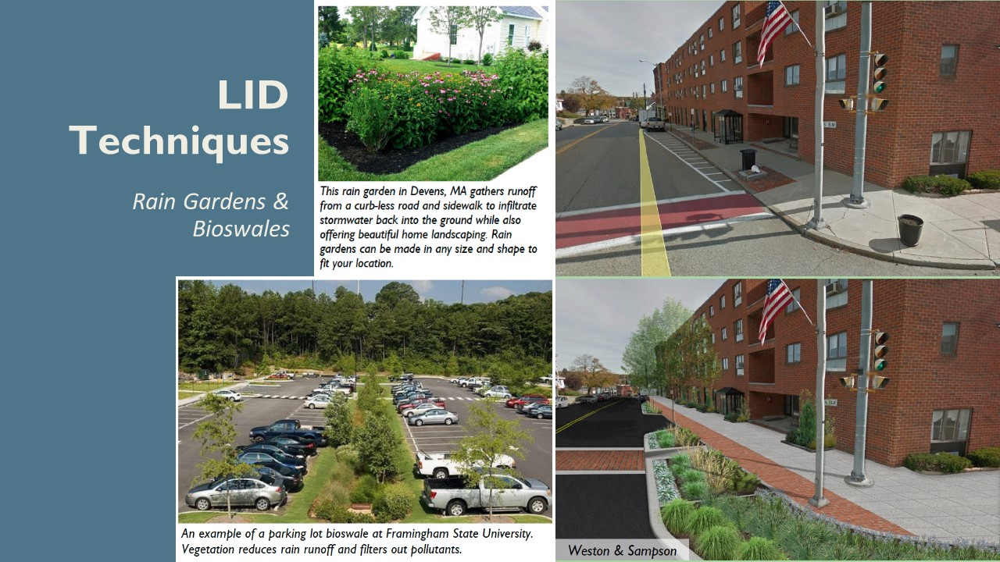 LID
Techniques
Rain Gardens &
Bioswales
This rain garden in Devens, MA gathers runoff
from a curb-less road and sidewalk to infiltrate
stormwater back into the ground while also
offering beautiful home landscaping. Rain
gardens can be made in any size and shape to
fit your location.
An example of a parking lot bioswale at Framingham State University.
Vegetation reduces rain runoff and filters out pollutants.
Weston & Sampson